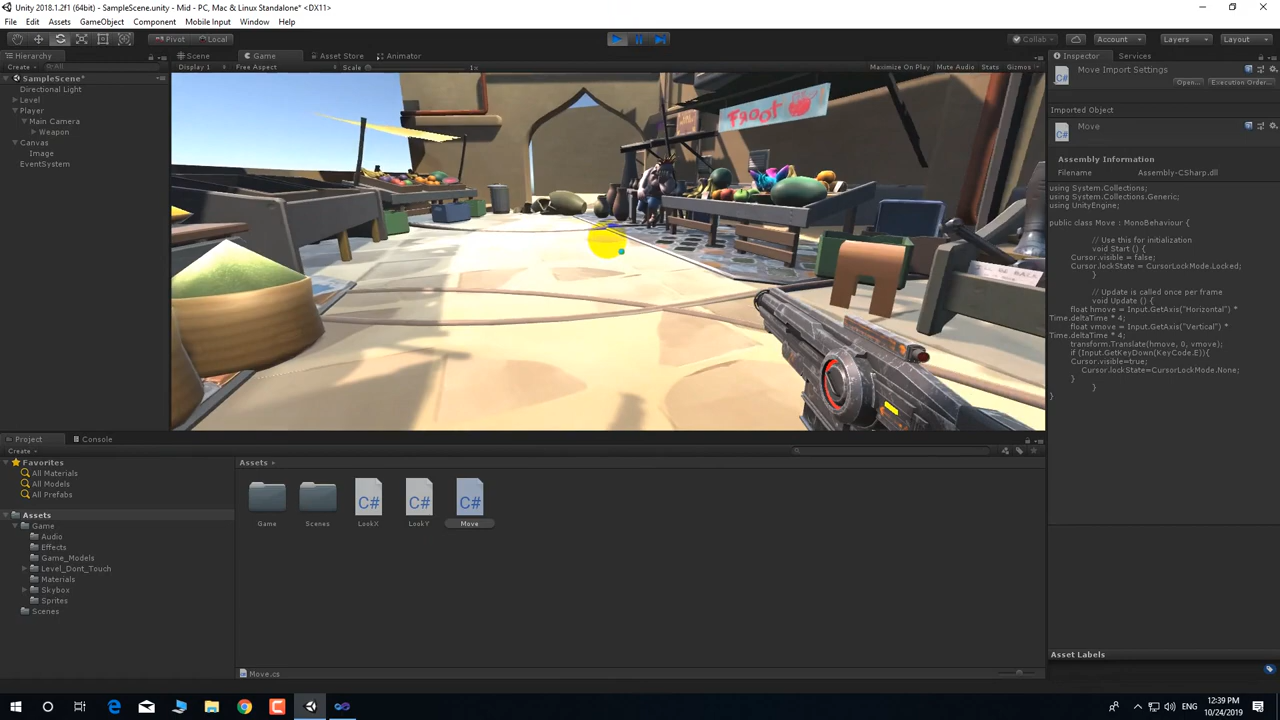 Unity 2018.1.2f1 (64bit) - SampleScene.unity - Mid - PC, Mac & Linux Standalone* <DX11>
File Edit Assets GameObject Component Mobile Input Window Help
Pivot Local Collab Account Layers Layout
Hierarchy Scene Game Asset Store Animator Inspector Services
Create All Display 1 Free Aspect Scale 1x Maximize On Play Mute Audio Stats Gizmos
SampleScene*
Directional Light
Level
Player
Main Camera
Weapon
Canvas
Image
EventSystem
FROOT
Move Import Settings
Open... Execution Order...
Imported Object
Move
Assembly Information
Filename Assembly-CSharp.dll
using System.Collections;
using System.Collections.Generic;
using UnityEngine;
public class Move : MonoBehaviour {
// Use this for initialization
void Start () {
Cursor.visible = false;
Cursor.lockState = CursorLockMode.Locked;
}
// Update is called once per frame
void Update () {
float hmove = Input.GetAxis("Horizontal") *
Time.deltaTime * 4;
float vmove = Input.GetAxis("Vertical") *
Time.deltaTime * 4;
transform.Translate(hmove, 0, vmove);
if (Input.GetKeyDown(KeyCode.E)){
Cursor.visible=true;
Cursor.lockState=CursorLockMode.None;
}
}
}
Project Console
Create
Favorites
All Materials
All Models
All Prefabs
Assets
Game
Audio
Effects
Game_Models
Level_Dont_Touch
Materials
Skybox
Sprites
Scenes
Assets
Game Scenes LookX LookY Move
Move.cs
Asset Labels
12:39 PM
10/24/2019